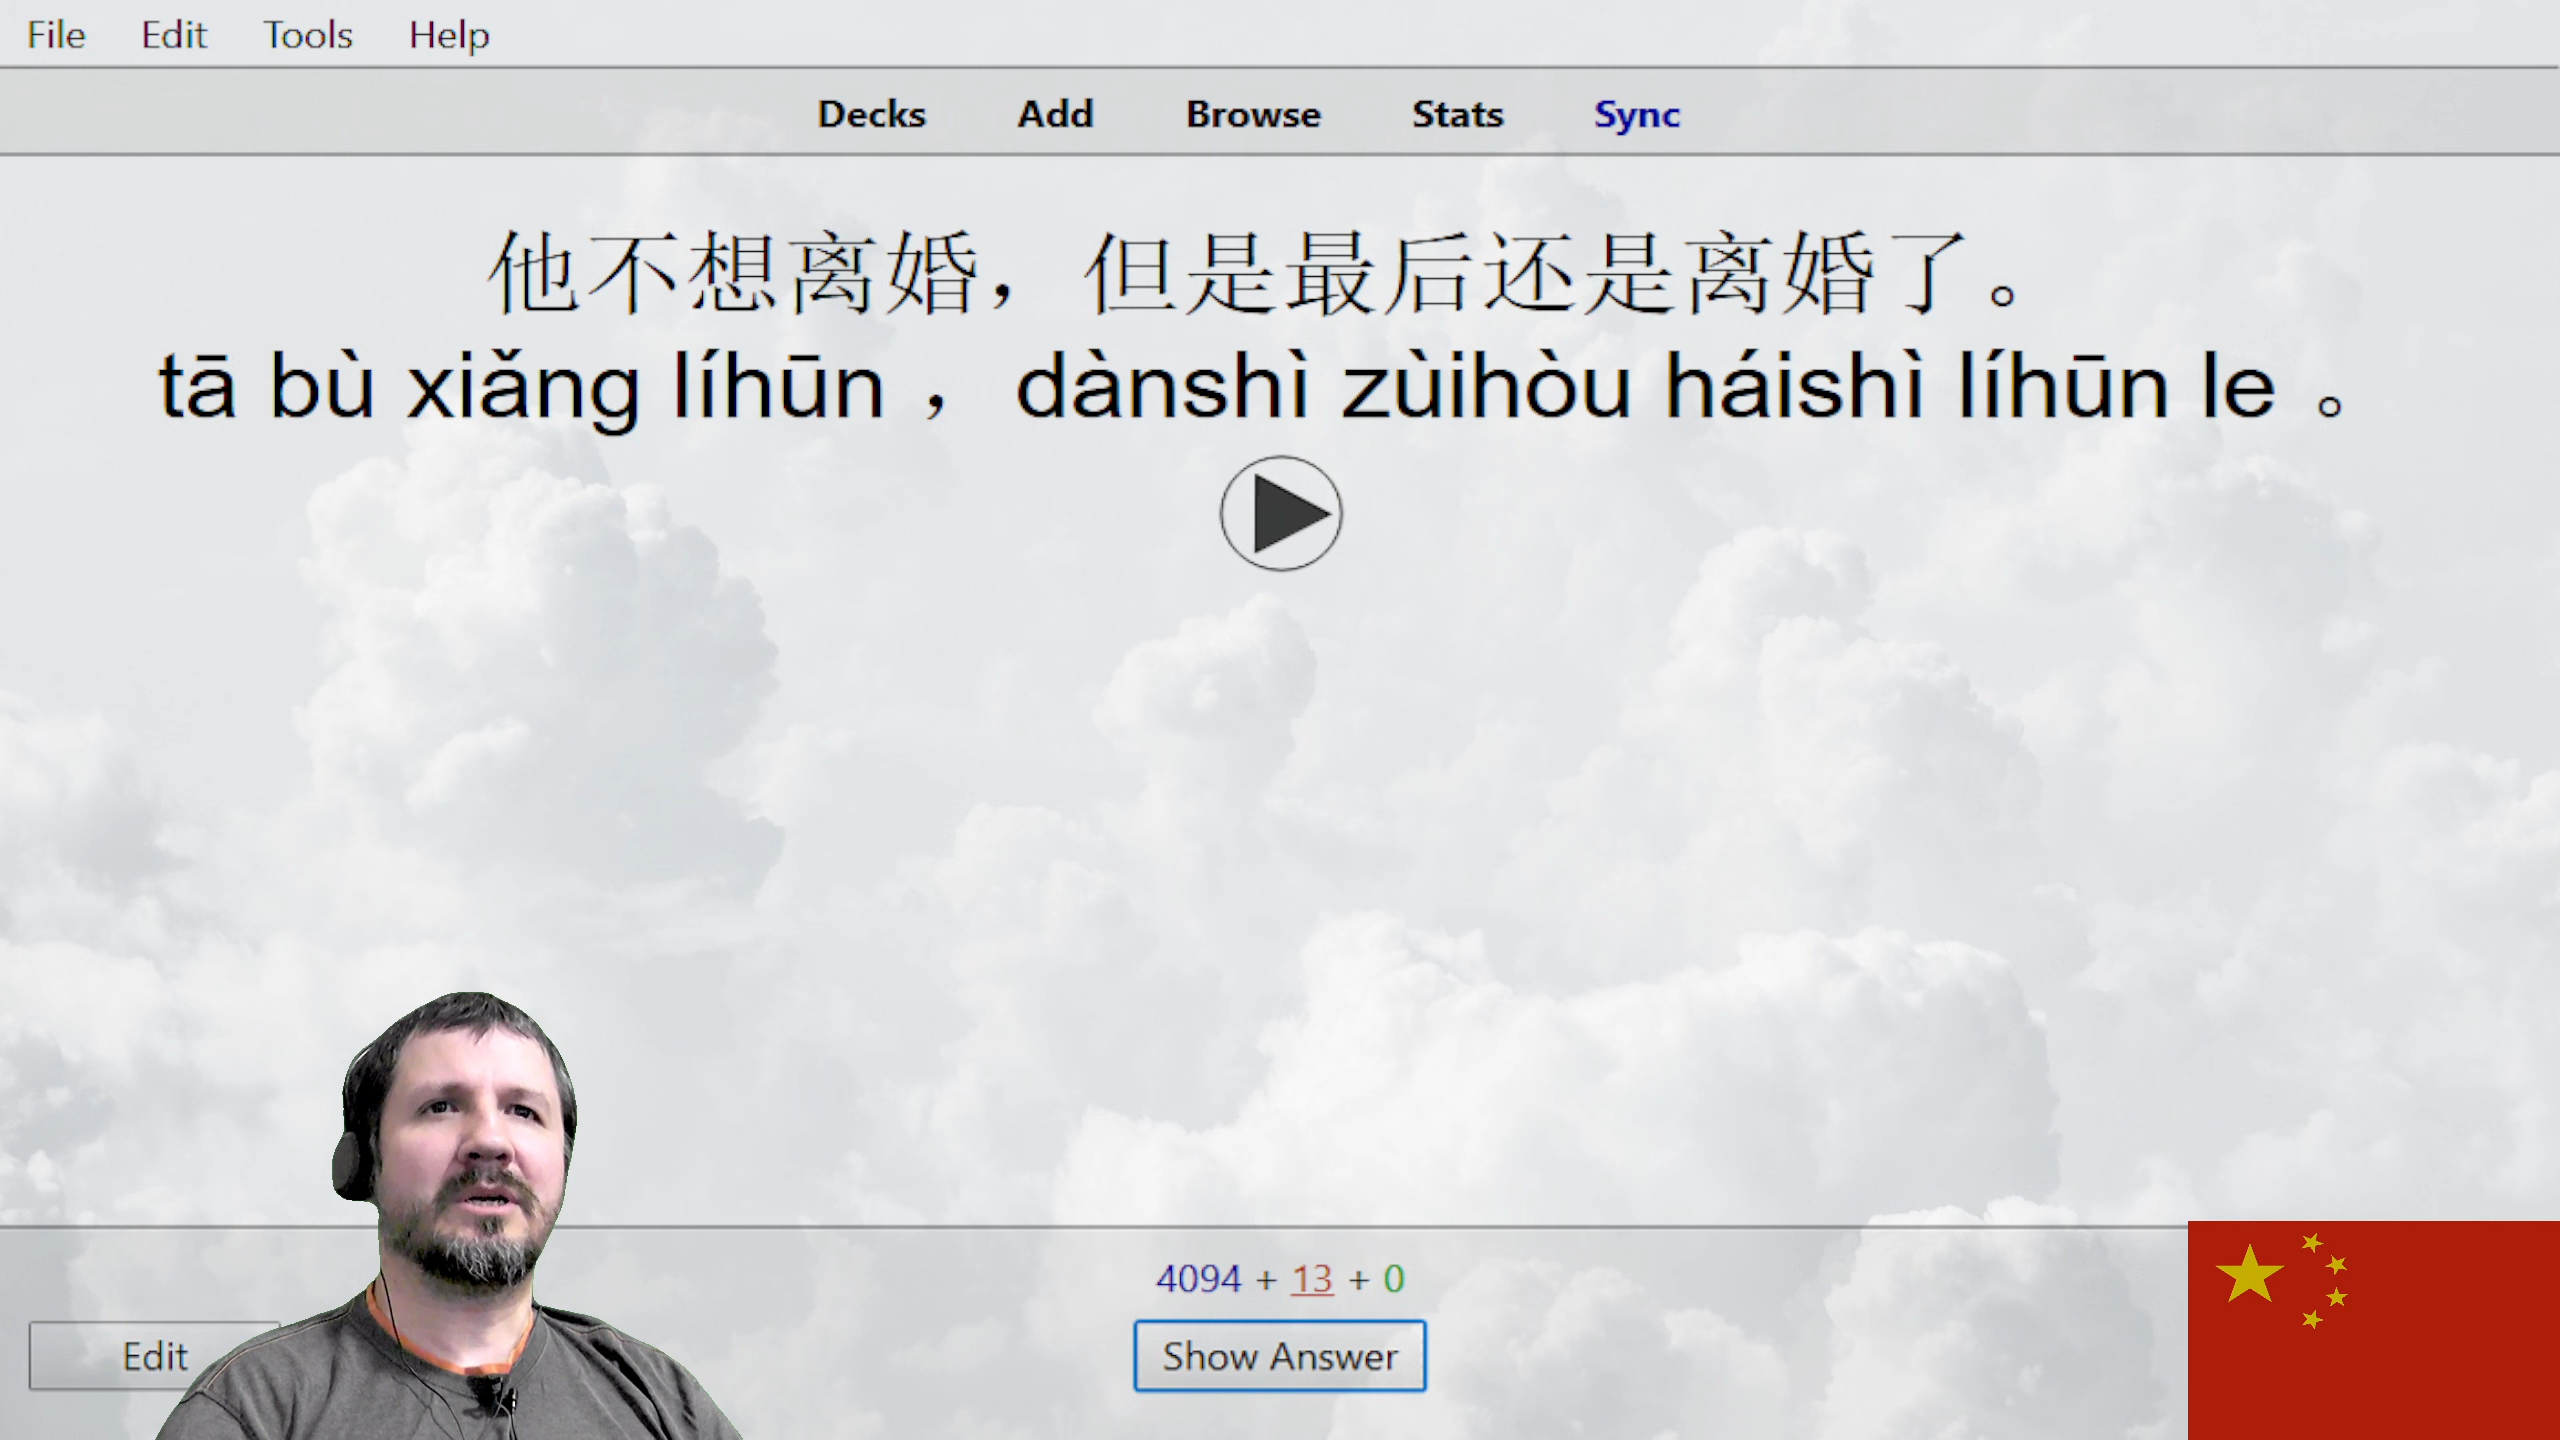 File Edit Tools Help
Decks Add Browse Stats Sync
他不想离婚，但是最后还是离婚了。
tā bù xiǎng líhūn ， dànshì zùihòu háishì líhūn le 。
4094 + 13 + 0
Edit Show Answer